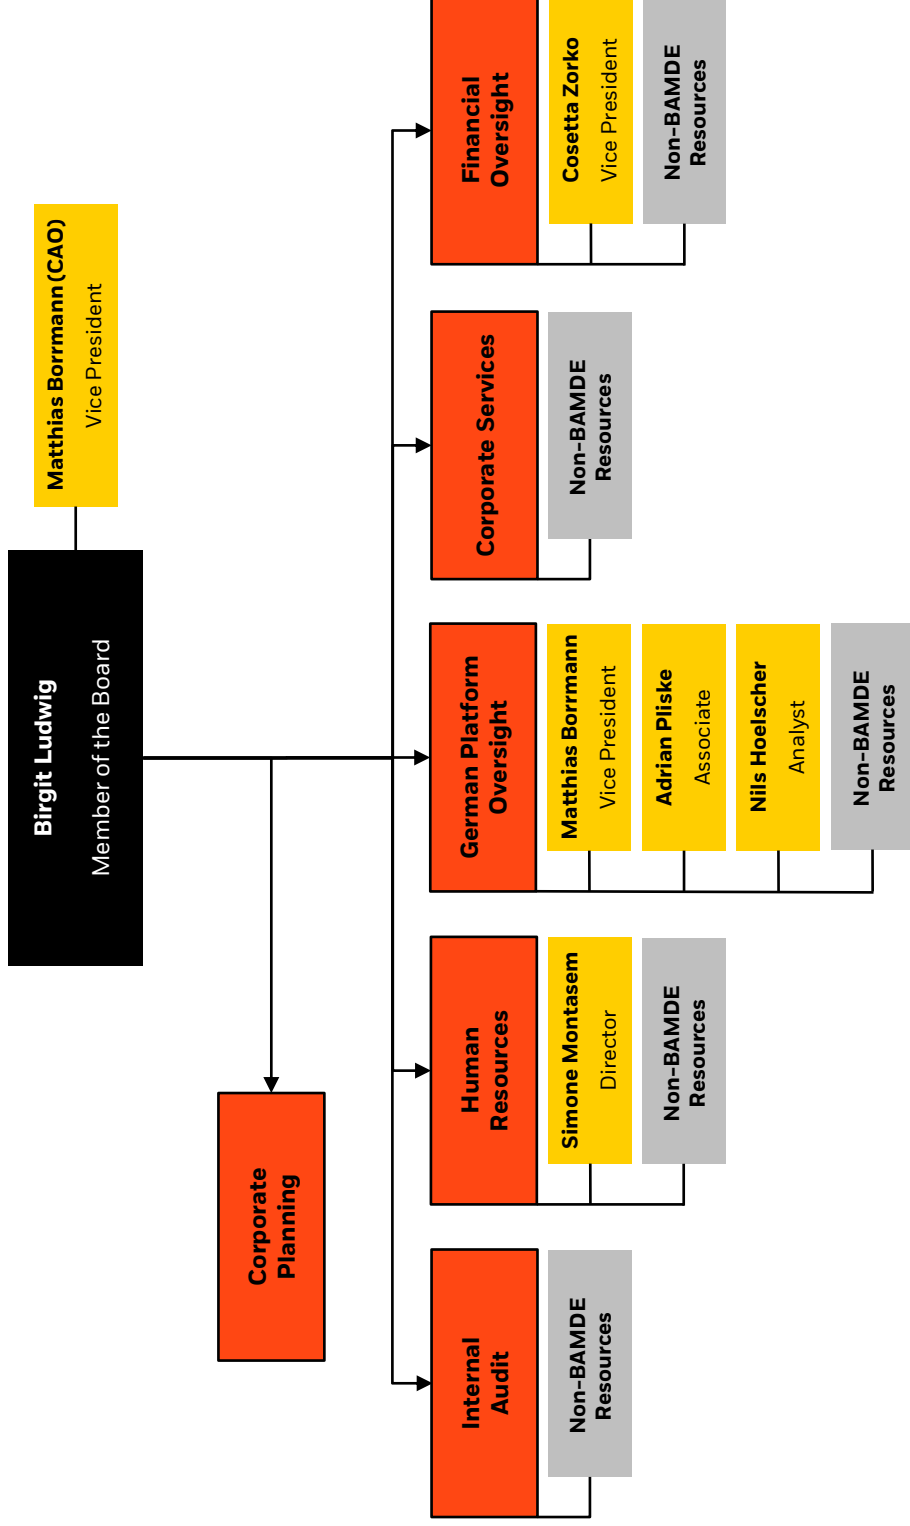 Birgit Ludwig
Member of the Board
Matthias Borrmann (CAO)
Vice President
Corporate
Planning
Internal
Audit
Non-BAMDE
Resources
Human
Resources
Simone Montasem
Director
Non-BAMDE
Resources
German Platform
Oversight
Matthias Borrmann
Vice President
Adrian Pliske
Associate
Nils Hoelscher
Analyst
Non-BAMDE
Resources
Corporate Services
Non-BAMDE
Resources
Financial
Oversight
Cosetta Zorko
Vice President
Non-BAMDE
Resources